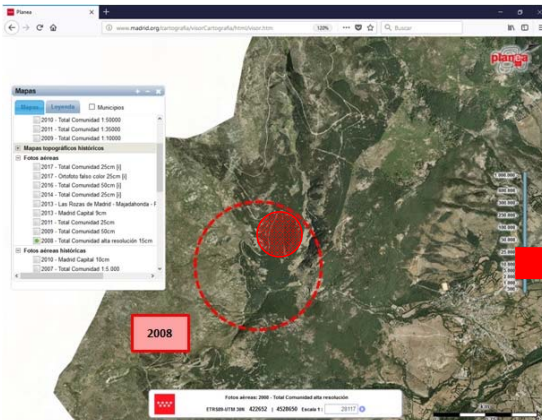 Planea
www.madrid.org/cartografia/visorCartografia/html/visor.htm
120%
Buscar
planea
Mapas
Mapas
Leyenda
Municipios
2010 - Total Comunidad 1:50000
2011 - Total Comunidad 1:35000
2009 - Total Comunidad 1:10000
Mapas topográficos históricos
Fotos aéreas
2017 - Total Comunidad 25cm [i]
2017 - Ortofoto falso color 25cm [i]
2016 - Total Comunidad 50cm [i]
2014 - Total Comunidad 25cm [i]
2013 - Las Rozas de Madrid - Majadahonda - F
2013 - Madrid Capital 9cm
2011 - Total Comunidad 25cm
2009 - Total Comunidad 50cm
2008 - Total Comunidad alta resolución 10cm
Fotos aéreas históricas
2010 - Madrid Capital 10cm
2007 - Total Comunidad 1:5.000
2008
Fotos aéreas: 2008 - Total Comunidad alta resolución
ETRS89-UTM 30N 422652 : 4528650 Escala 1: 28117